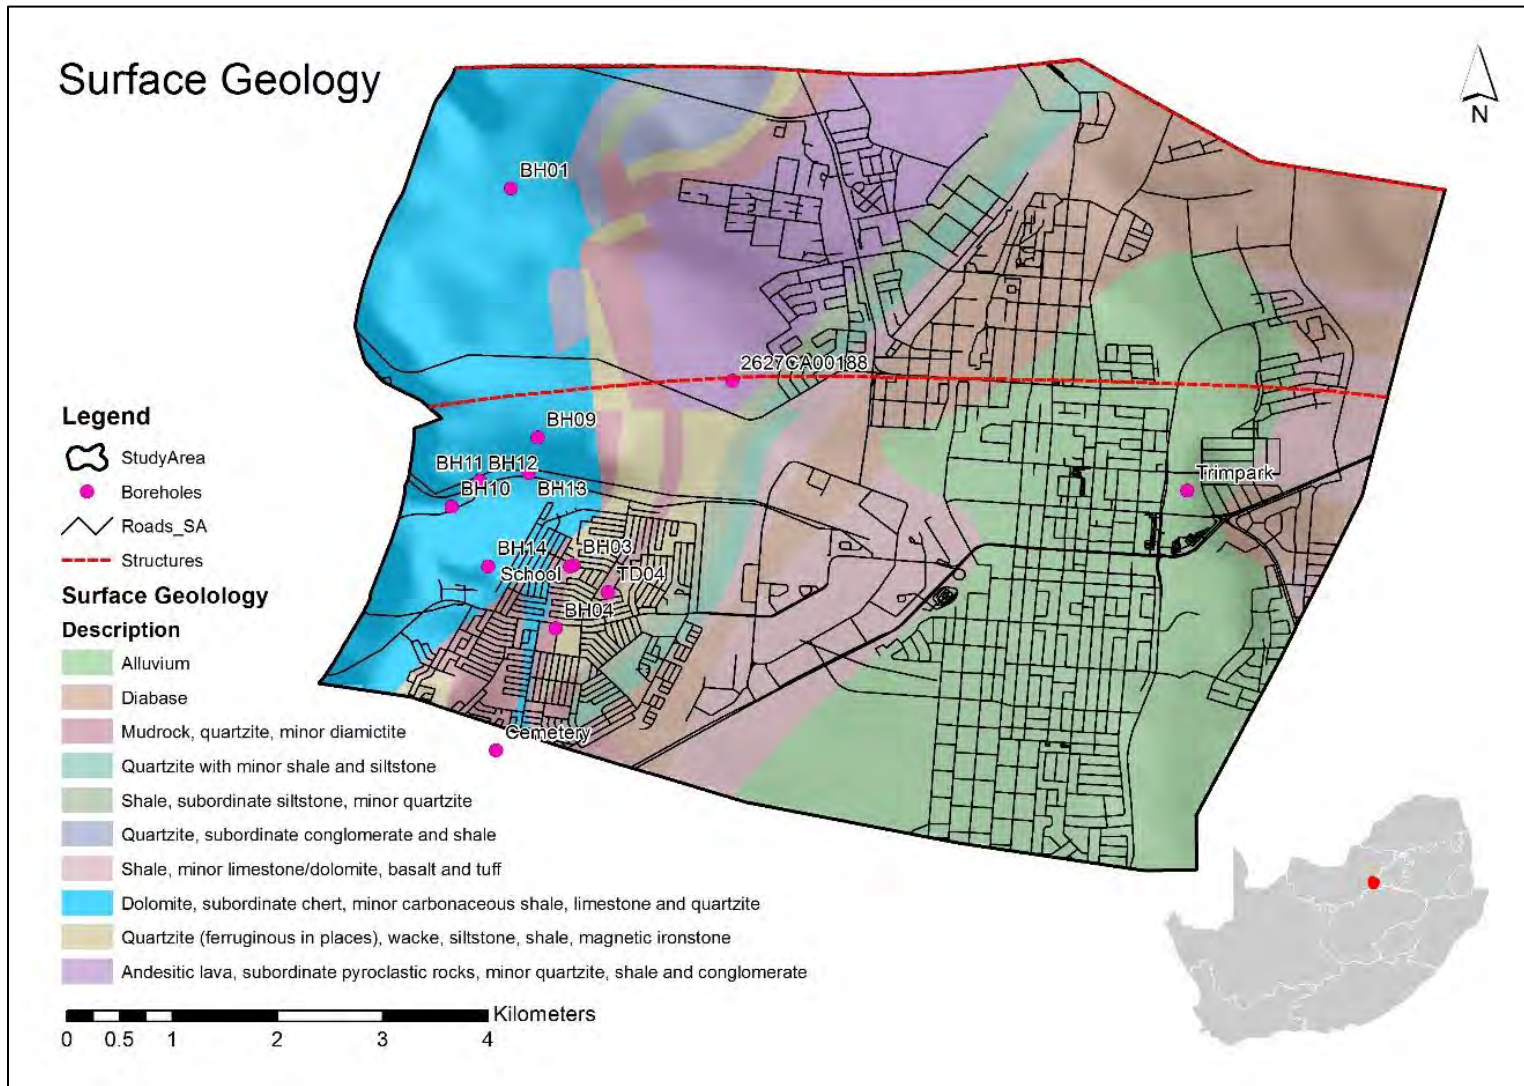 Surface Geology
N
BH01
2627CA00188
BH09
BH11 BH12
BH10
BH13
Trimpark
BH14
BH03
School
TD04
BH04
Cemetery
Legend
StudyArea
Boreholes
Roads_SA
Structures
Surface Geolology
Description
Alluvium
Diabase
Mudrock, quartzite, minor diamictite
Quartzite with minor shale and siltstone
Shale, subordinate siltstone, minor quartzite
Quartzite, subordinate conglomerate and shale
Shale, minor limestone/dolomite, basalt and tuff
Dolomite, subordinate chert, minor carbonaceous shale, limestone and quartzite
Quartzite (ferruginous in places), wacke, siltstone, shale, magnetic ironstone
Andesitic lava, subordinate pyroclastic rocks, minor quartzite, shale and conglomerate
Kilometers
0 0.5 1 2 3 4